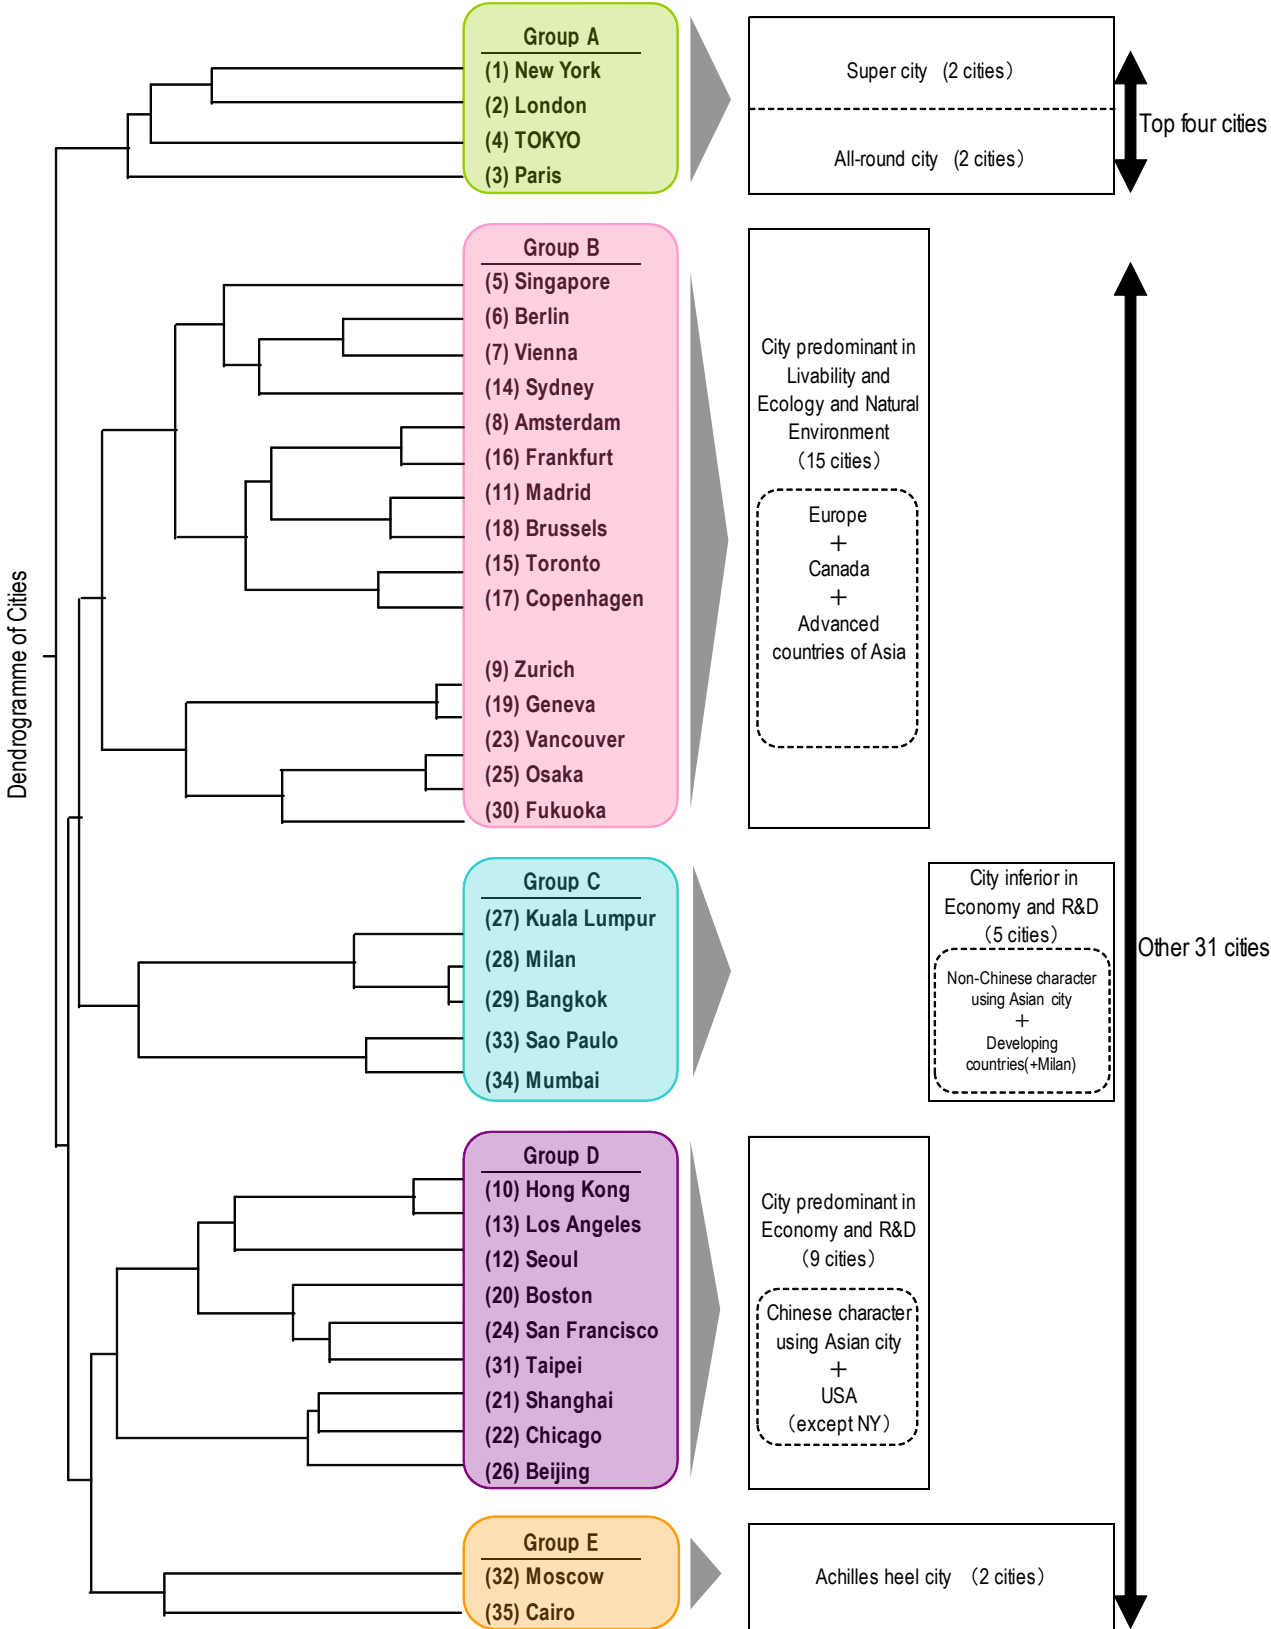 Dendrogramme of Cities
Group A
(1) New York
(2) London
(4) TOKYO
(3) Paris
Super city (2 cities)
All-round city (2 cities)
Top four cities
Group B
(5) Singapore
(6) Berlin
(7) Vienna
(14) Sydney
(8) Amsterdam
(16) Frankfurt
(11) Madrid
(18) Brussels
(15) Toronto
(17) Copenhagen
(9) Zurich
(19) Geneva
(23) Vancouver
(25) Osaka
(30) Fukuoka
City predominant in
Livability and
Ecology and Natural
Environment
(15 cities)
Europe
+
Canada
+
Advanced
countries of Asia
Group C
(27) Kuala Lumpur
(28) Milan
(29) Bangkok
(33) Sao Paulo
(34) Mumbai
City inferior in
Economy and R&D
(5 cities)
Non-Chinese character
using Asian city
+
Developing
countries(+Milan)
Other 31 cities
Group D
(10) Hong Kong
(13) Los Angeles
(12) Seoul
(20) Boston
(24) San Francisco
(31) Taipei
(21) Shanghai
(22) Chicago
(26) Beijing
City predominant in
Economy and R&D
(9 cities)
Chinese character
using Asian city
+
USA
(except NY)
Group E
(32) Moscow
(35) Cairo
Achilles heel city (2 cities)